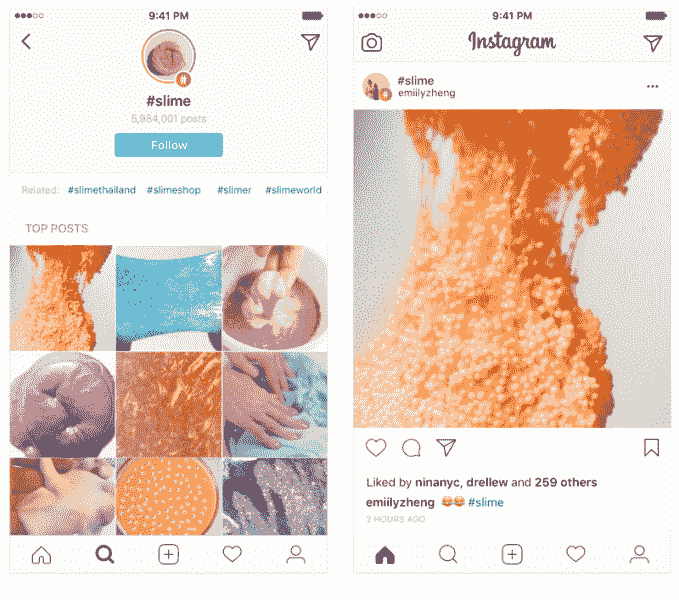 9:41 PM
#slime
5,984,001 posts
Follow
Related: #slimethailand #slimeshop #slimer #slimeworld
TOP POSTS
9:41 PM
Instagram
#slime
emiilyzheng
Liked by ninanyc, drellew and 259 others
emiilyzheng 😆😆 #slime
2 HOURS AGO